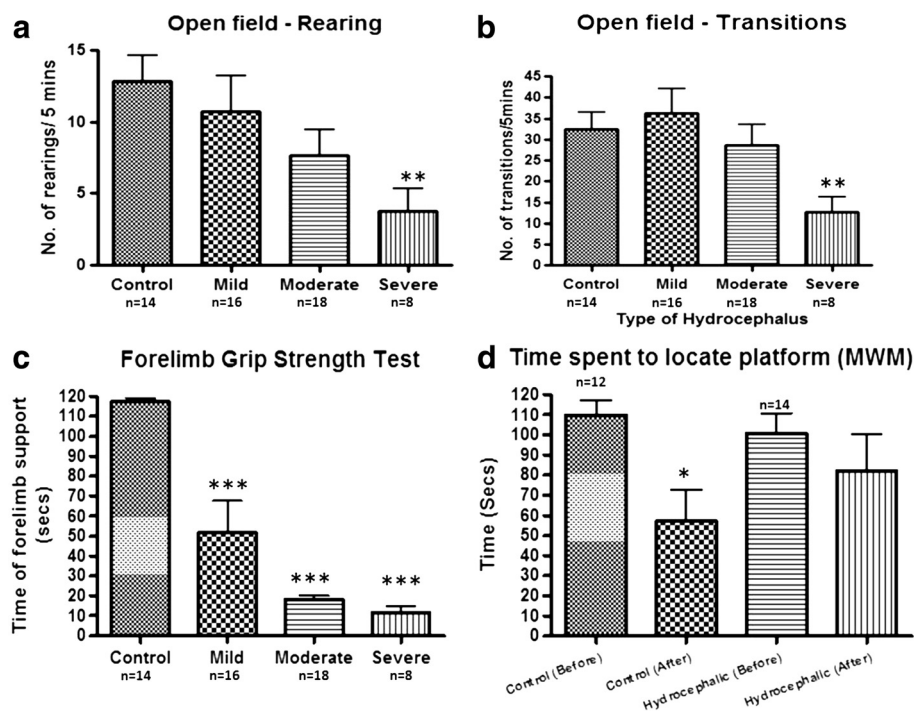 a
Open field - Rearing
No. of rearings/ 5 mins
15
10
5
0
**
Control
Mild
Moderate
Severe
n=14
n=16
n=18
n=8
b
Open field - Transitions
No. of transitions/5mins
45
40
35
30
25
20
15
10
5
0
**
Control
Mild
Moderate
Severe
n=14
n=16
n=18
n=8
Type of Hydrocephalus
c
Forelimb Grip Strength Test
Time of forelimb support
(secs)
120
110
100
90
80
70
60
50
40
30
20
10
0
***
***
***
Control
Mild
Moderate
Severe
n=14
n=16
n=18
n=8
d
Time spent to locate platform (MWM)
Time (Secs)
120
110
100
90
80
70
60
50
40
30
20
10
0
n=12
*
n=14
Control (Before)
Control (After)
Hydrocephalic (Before)
Hydrocephalic (After)